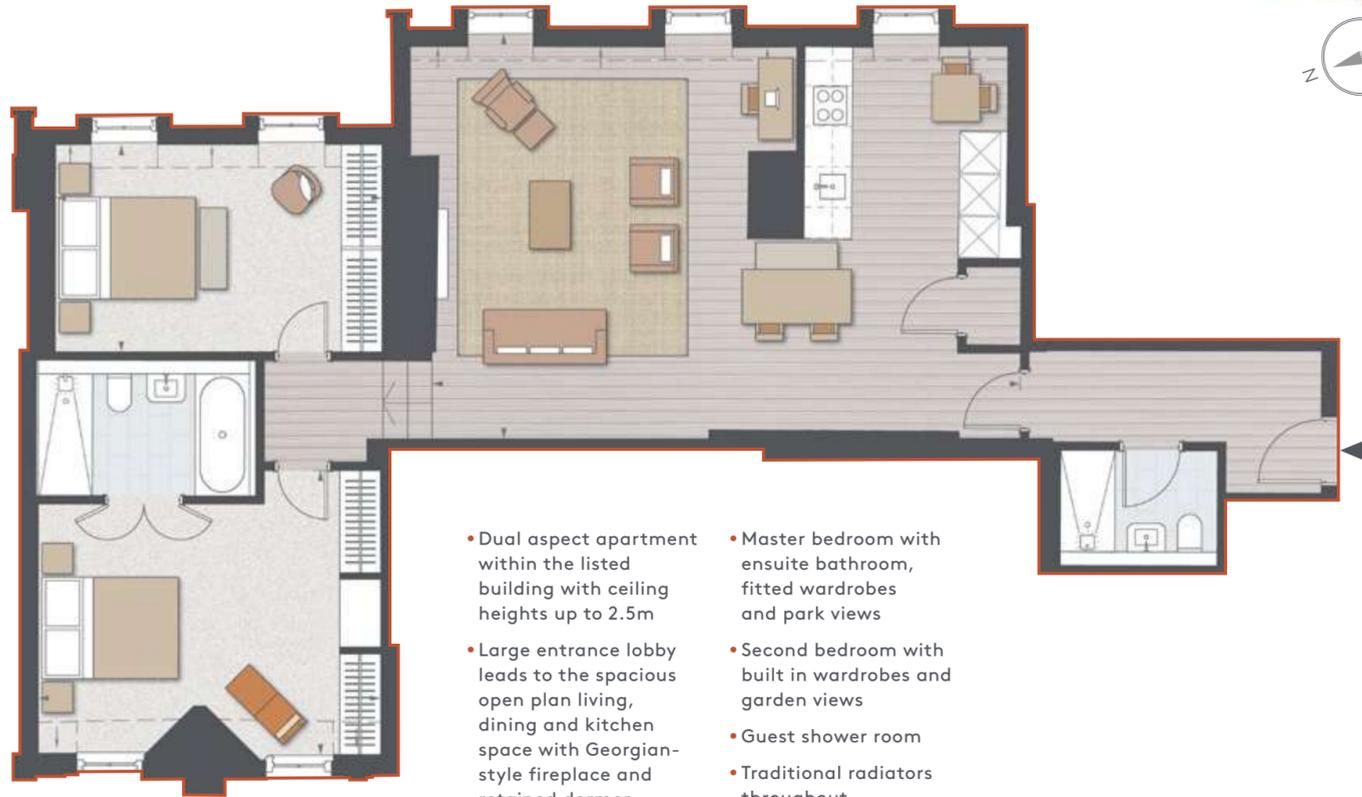 N
• Dual aspect apartment
within the listed
building with ceiling
heights up to 2.5m
• Large entrance lobby
leads to the spacious
open plan living,
dining and kitchen
space with Georgian-
style fireplace and
retained dormer
• Master bedroom with
ensuite bathroom,
fitted wardrobes
and park views
• Second bedroom with
built in wardrobes and
garden views
• Guest shower room
• Traditional radiators
throughout